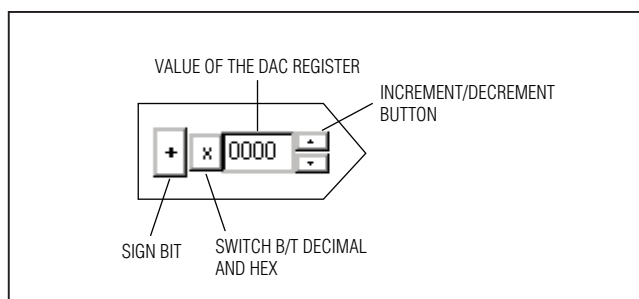 VALUE OF THE DAC REGISTER
INCREMENT/DECREMENT
BUTTON
+
x
0000
SIGN BIT
SWITCH B/T DECIMAL
AND HEX